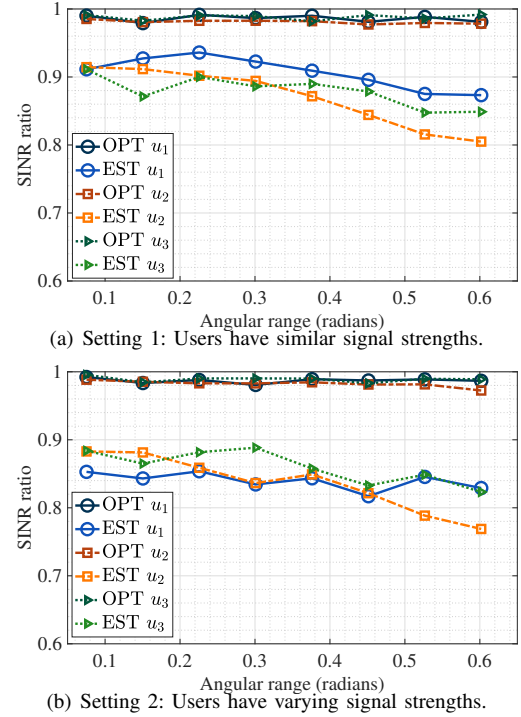 1
0.9
0.8
0.7
0.6
SINR ratio
OPT u₁
EST u₁
OPT u₂
EST u₂
OPT u₃
EST u₃
0.1 0.2 0.3 0.4 0.5 0.6
Angular range (radians)
(a) Setting 1: Users have similar signal strengths.
1
0.9
0.8
0.7
0.6
SINR ratio
OPT u₁
EST u₁
OPT u₂
EST u₂
OPT u₃
EST u₃
0.1 0.2 0.3 0.4 0.5 0.6
Angular range (radians)
(b) Setting 2: Users have varying signal strengths.